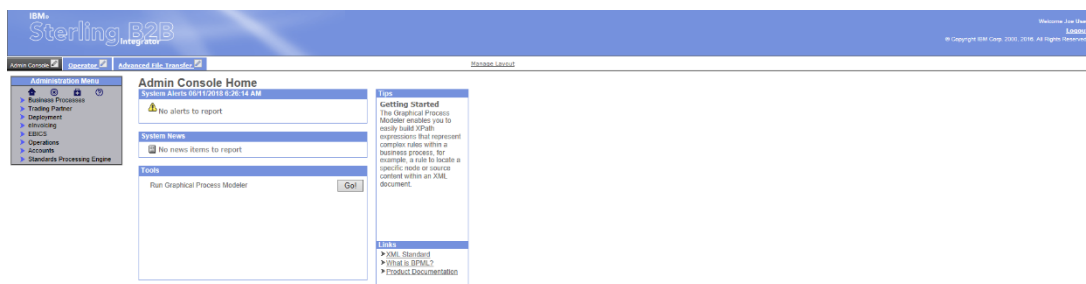 IBM®
Sterling B2B
Integrator
Welcome Joe User
Logout
© Copyright IBM Corp. 2000, 2016. All Rights Reserved
Admin Console
Operator
Advanced File Transfer
Manage Layout
Administration Menu
Business Processes
Trading Partner
Deployment
eInvoicing
EBICS
Operations
Accounts
Standards Processing Engine
Admin Console Home
System Alerts 06/11/2018 6:26:14 AM
No alerts to report
System News
No news items to report
Tools
Run Graphical Process Modeler
Go!
Tips
Getting Started
The Graphical Process
Modeler enables you to
easily build XPath
expressions that represent
complex rules within a
business process, for
example, a rule to locate a
specific node or source
content within an XML
document.
Links
XML Standard
What is BPML?
Product Documentation